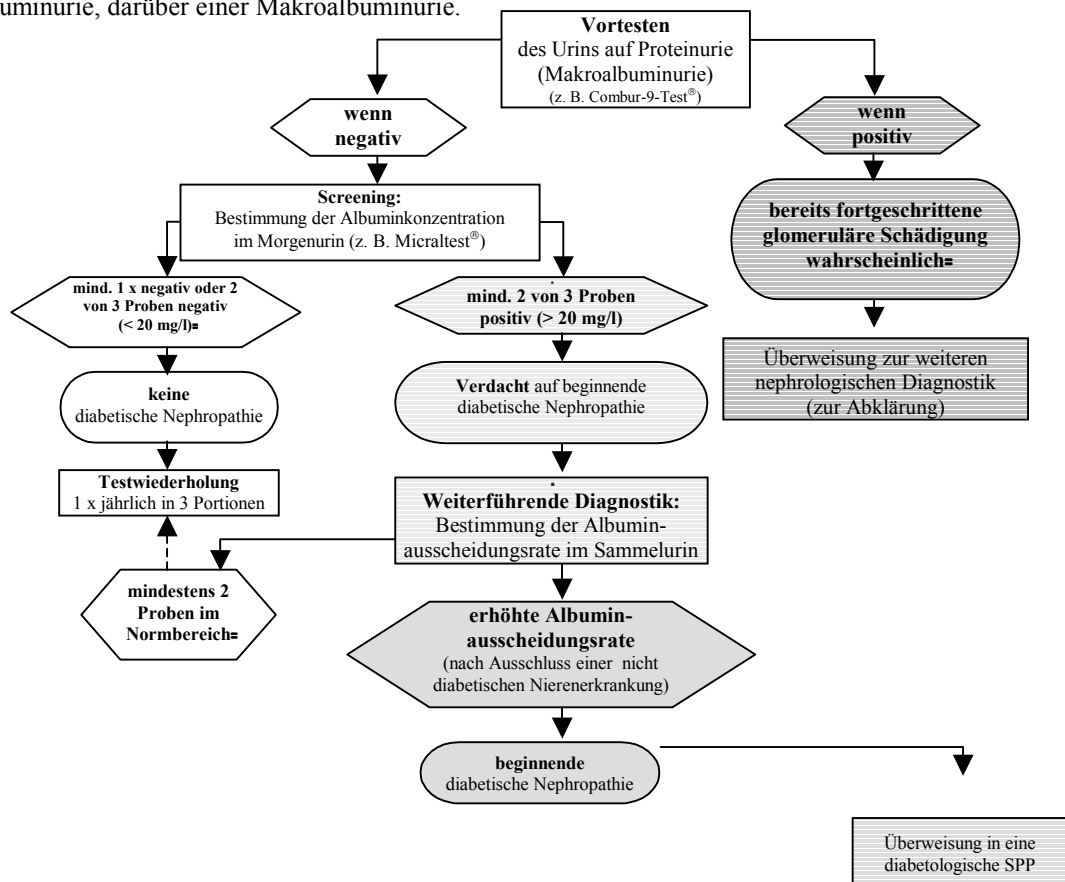 uminurie, darüber einer Makroalbuminurie.
Vortesten
des Urins auf Proteinurie
(Makroalbuminurie)
(z. B. Combur-9-Test®)
wenn
negativ
wenn
positiv
Screening:
Bestimmung der Albuminkonzentration
im Morgenurin (z. B. Micraltest®)
bereits fortgeschrittene
glomeruläre Schädigung
wahrscheinlich=
mind. 1 x negativ oder 2
von 3 Proben negativ
(< 20 mg/l)=
mind. 2 von 3 Proben
positiv (> 20 mg/l)
Überweisung zur weiteren
nephrologischen Diagnostik
(zur Abklärung)
keine
diabetische Nephropathie
Verdacht auf beginnende
diabetische Nephropathie
Testwiederholung
1 x jährlich in 3 Portionen
Weiterführende Diagnostik:
Bestimmung der Albumin-
ausscheidungsrate im Sammelurin
mindestens 2
Proben im
Normbereich=
erhöhte Albumin-
ausscheidungsrate
(nach Ausschluss einer nicht
diabetischen Nierenerkrankung)
beginnende
diabetische Nephropathie
Überweisung in eine
diabetologische SPP